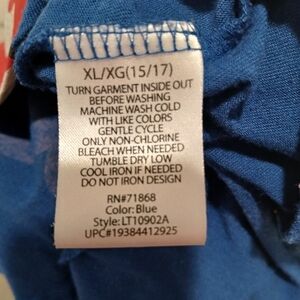 XL/XG(15/17)
TURN GARMENT INSIDE OUT
BEFORE WASHING
MACHINE WASH COLD
WITH LIKE COLORS
GENTLE CYCLE
ONLY NON-CHLORINE
BLEACH WHEN NEEDED
TUMBLE DRY LOW
COOL IRON IF NEEDED
DO NOT IRON DESIGN
RN#71868
Color: Blue
Style: LT10902A
UPC#19384412925